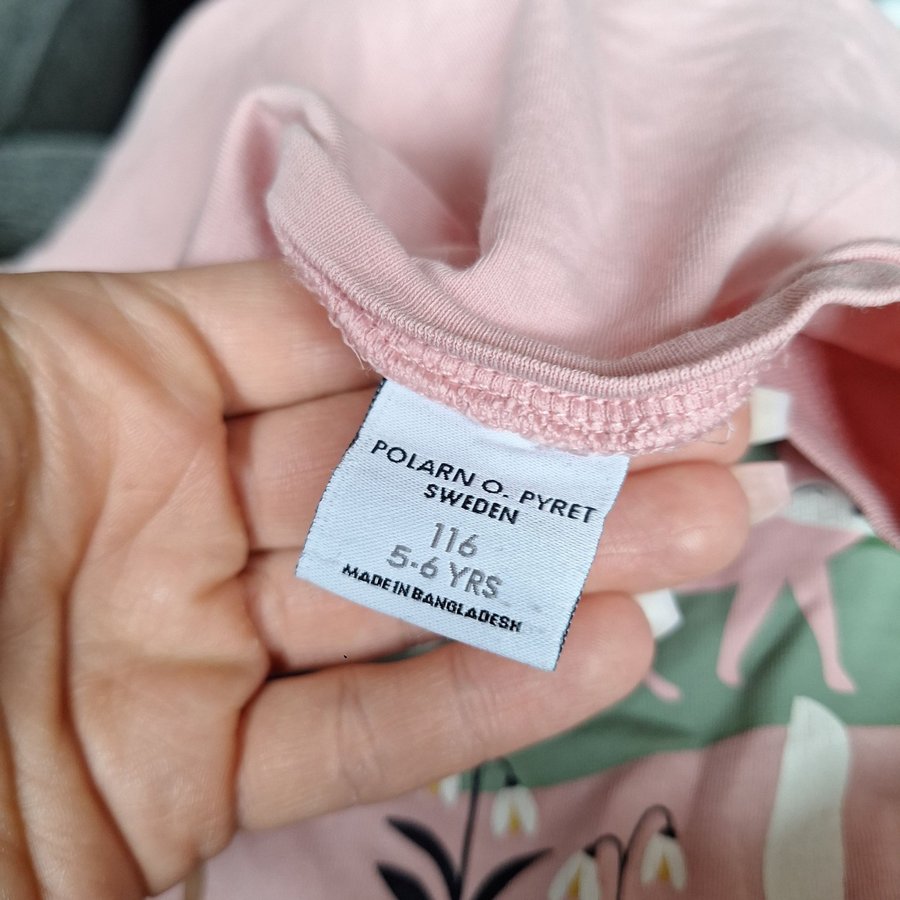 POLARN O. PYRET
SWEDEN
116
5-6 YRS
MADE IN BANGLADESH